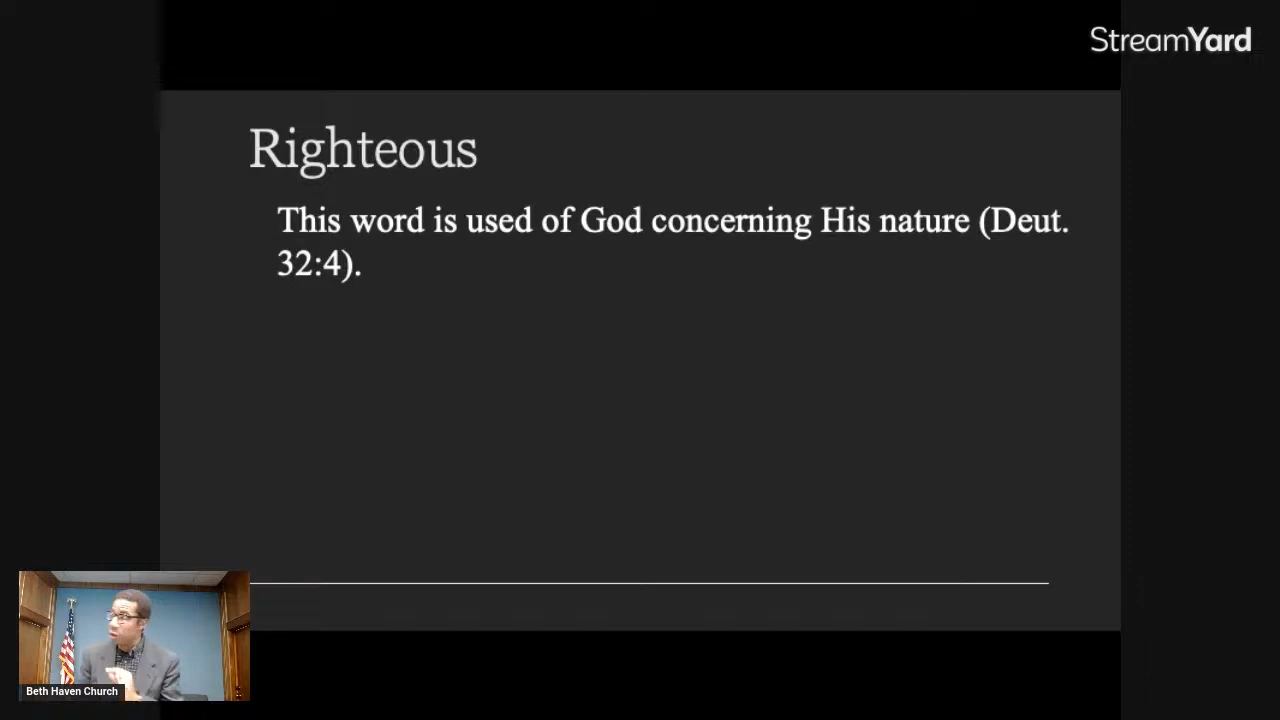 StreamYard
Righteous
This word is used of God concerning His nature (Deut.
32:4).
Beth Haven Church